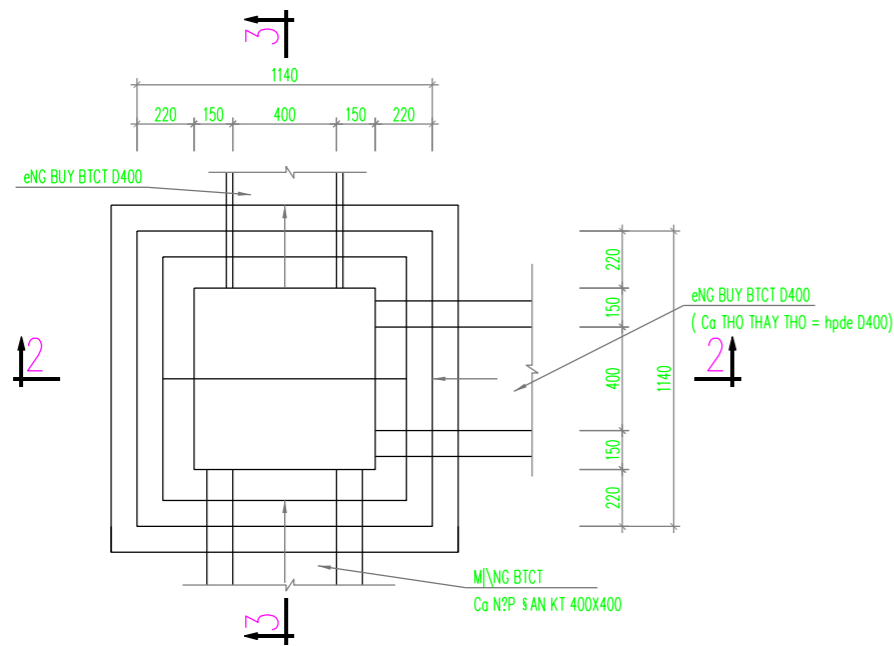 3
1140
220 150 400 150 220
eNG BUY BTCT D400
220
150
400
150
220
1140
eNG BUY BTCT D400
( Ca THO THAY THO = hpde D400)
2
2
M|\NG BTCT
Ca N?P §AN KT 400X400
3